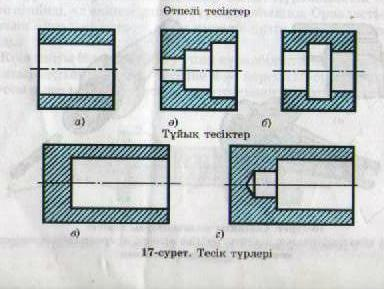 Өтпелі тесіктер
а) ә) б)
Тұйық тесіктер
в) г)
17-сурет. Тесік түрлері